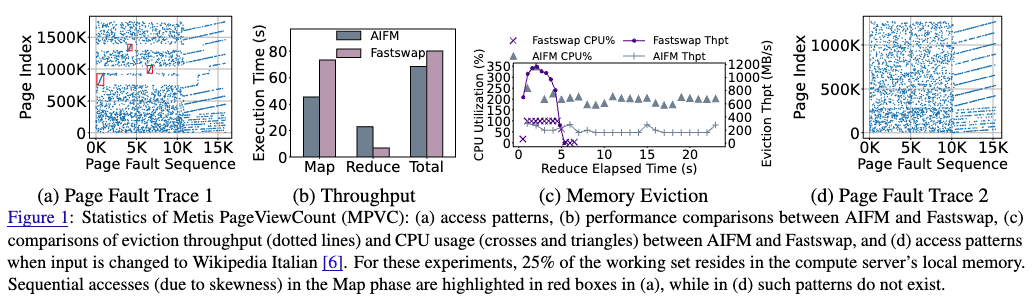 1500K
1000K
500K
0
Page Index
0K 5K 10K 15K
Page Fault Sequence
(a) Page Fault Trace 1
AIFM
Fastswap
80
60
40
20
0
Execution Time (s)
Map Reduce Total
(b) Throughput
Fastswap CPU% Fastswap Thpt
AIFM CPU% AIFM Thpt
350
300
250
200
150
100
50
0
CPU Utilization (%)
1200
1000
800
600
400
200
0
Eviction Thpt (MB/s)
0 5 10 15 20
Reduce Elapsed Time (s)
(c) Memory Eviction
1000K
500K
0
Page Index
0K 5K 10K 15K
Page Fault Sequence
(d) Page Fault Trace 2
Figure 1: Statistics of Metis PageViewCount (MPVC): (a) access patterns, (b) performance comparisons between AIFM and Fastswap, (c)
comparisons of eviction throughput (dotted lines) and CPU usage (crosses and triangles) between AIFM and Fastswap, and (d) access patterns
when input is changed to Wikipedia Italian [6]. For these experiments, 25% of the working set resides in the compute server's local memory.
Sequential accesses (due to skewness) in the Map phase are highlighted in red boxes in (a), while in (d) such patterns do not exist.